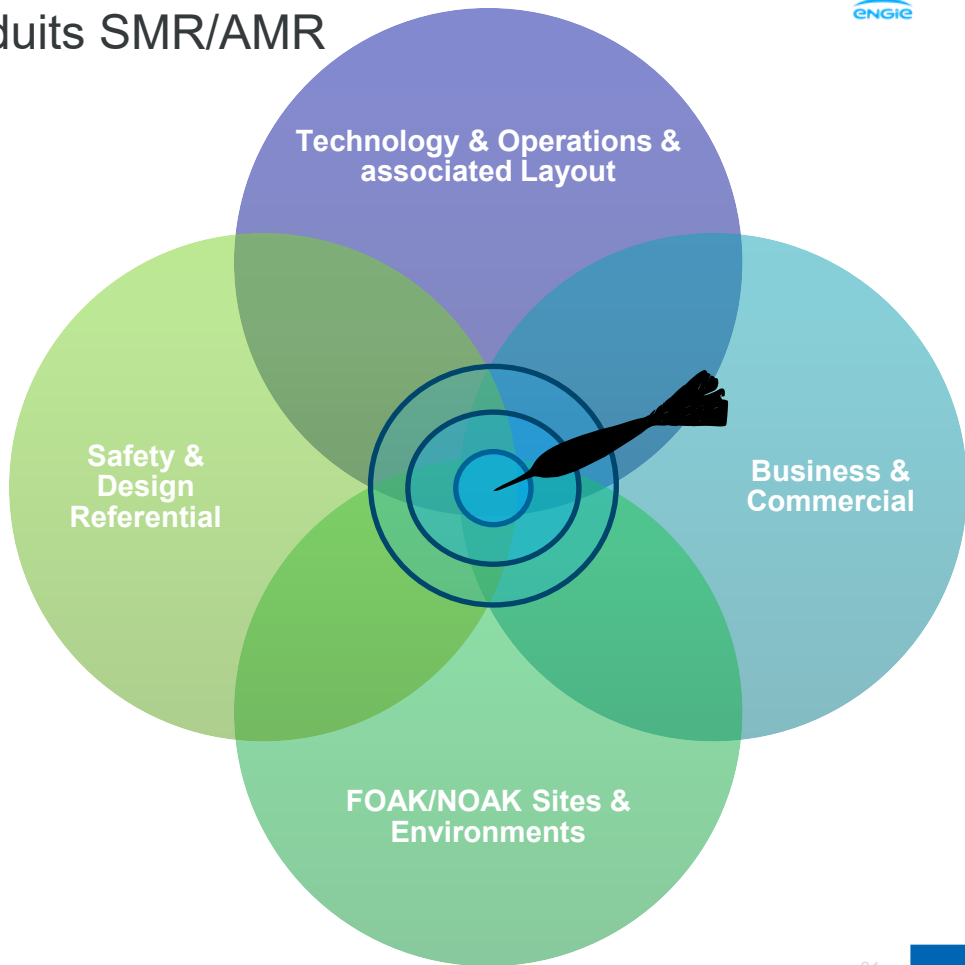 duits SMR/AMR
ENGIE
Technology & Operations &
associated Layout
Safety &
Design
Referential
Business &
Commercial
FOAK/NOAK Sites &
Environments